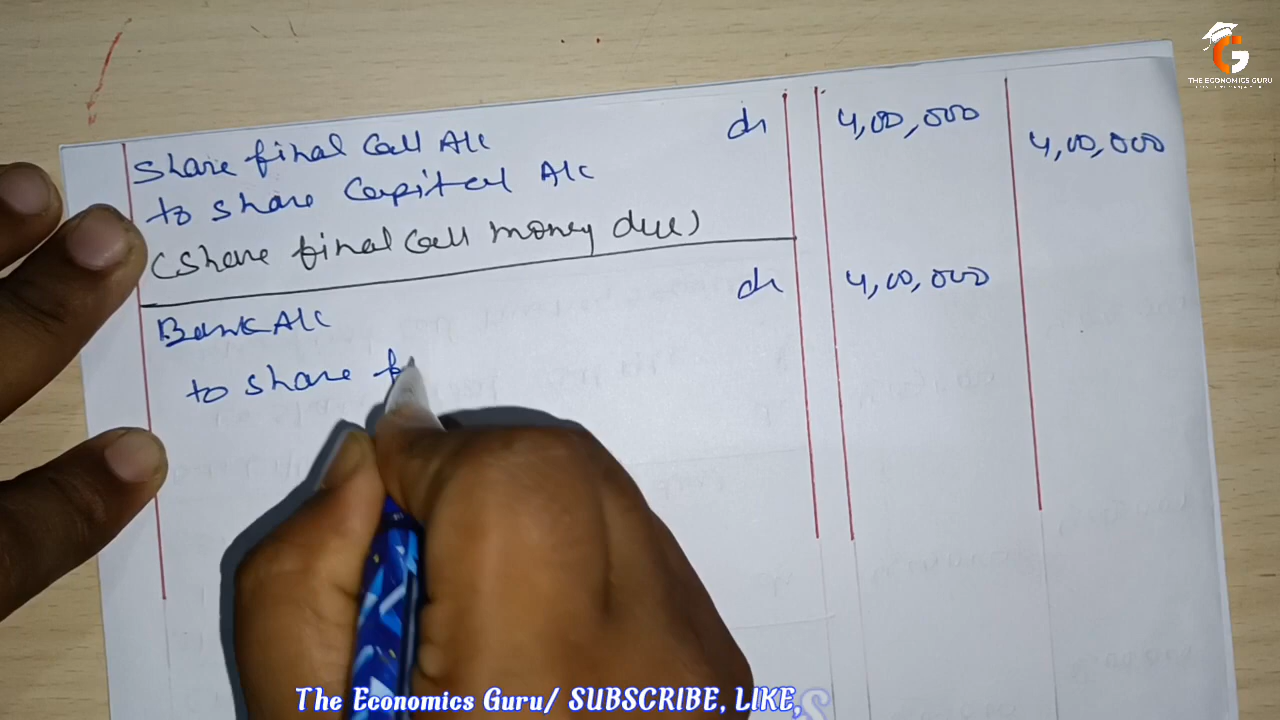 THE ECONOMICS GURU
Share final Call A/c dr 4,00,000
to share Capital A/c 4,00,000
(Share final Call money due)
Bank A/c dr 4,00,000
to share f
The Economics Guru/ SUBSCRIBE, LIKE, S